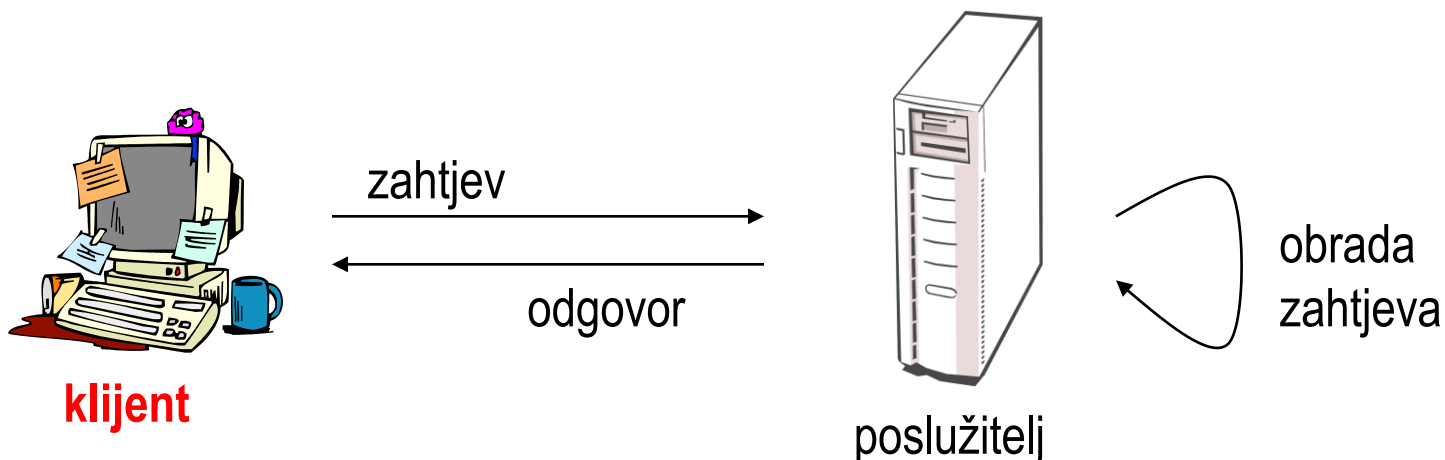 zahtjev
odgovor
obrada
zahtjeva
klijent
poslužitelj